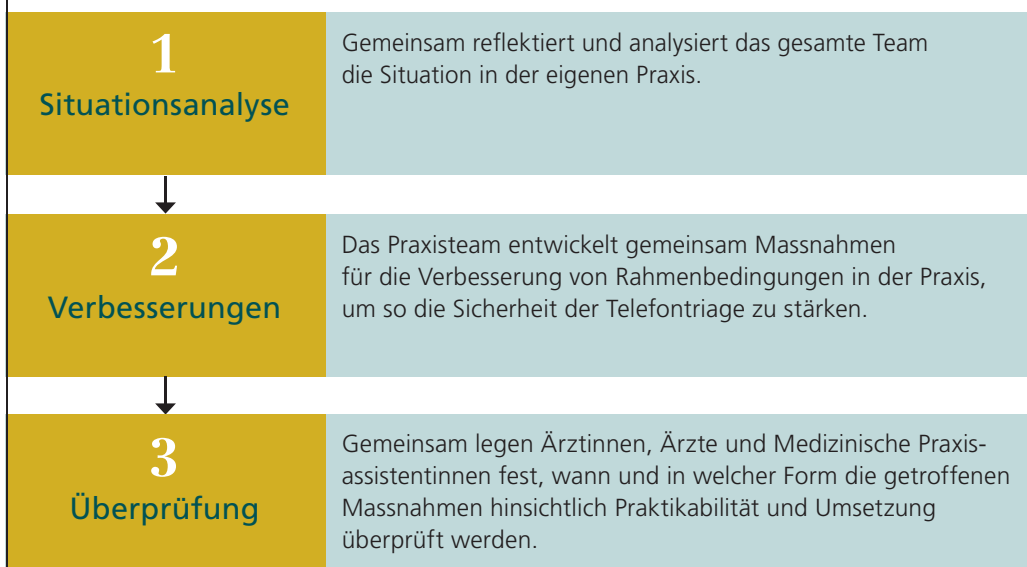 1
Situationsanalyse
Gemeinsam reflektiert und analysiert das gesamte Team
die Situation in der eigenen Praxis.
2
Verbesserungen
Das Praxisteam entwickelt gemeinsam Massnahmen
für die Verbesserung von Rahmenbedingungen in der Praxis,
um so die Sicherheit der Telefontriage zu stärken.
3
Überprüfung
Gemeinsam legen Ärztinnen, Ärzte und Medizinische Praxis-
assistentinnen fest, wann und in welcher Form die getroffenen
Massnahmen hinsichtlich Praktikabilität und Umsetzung
überprüft werden.